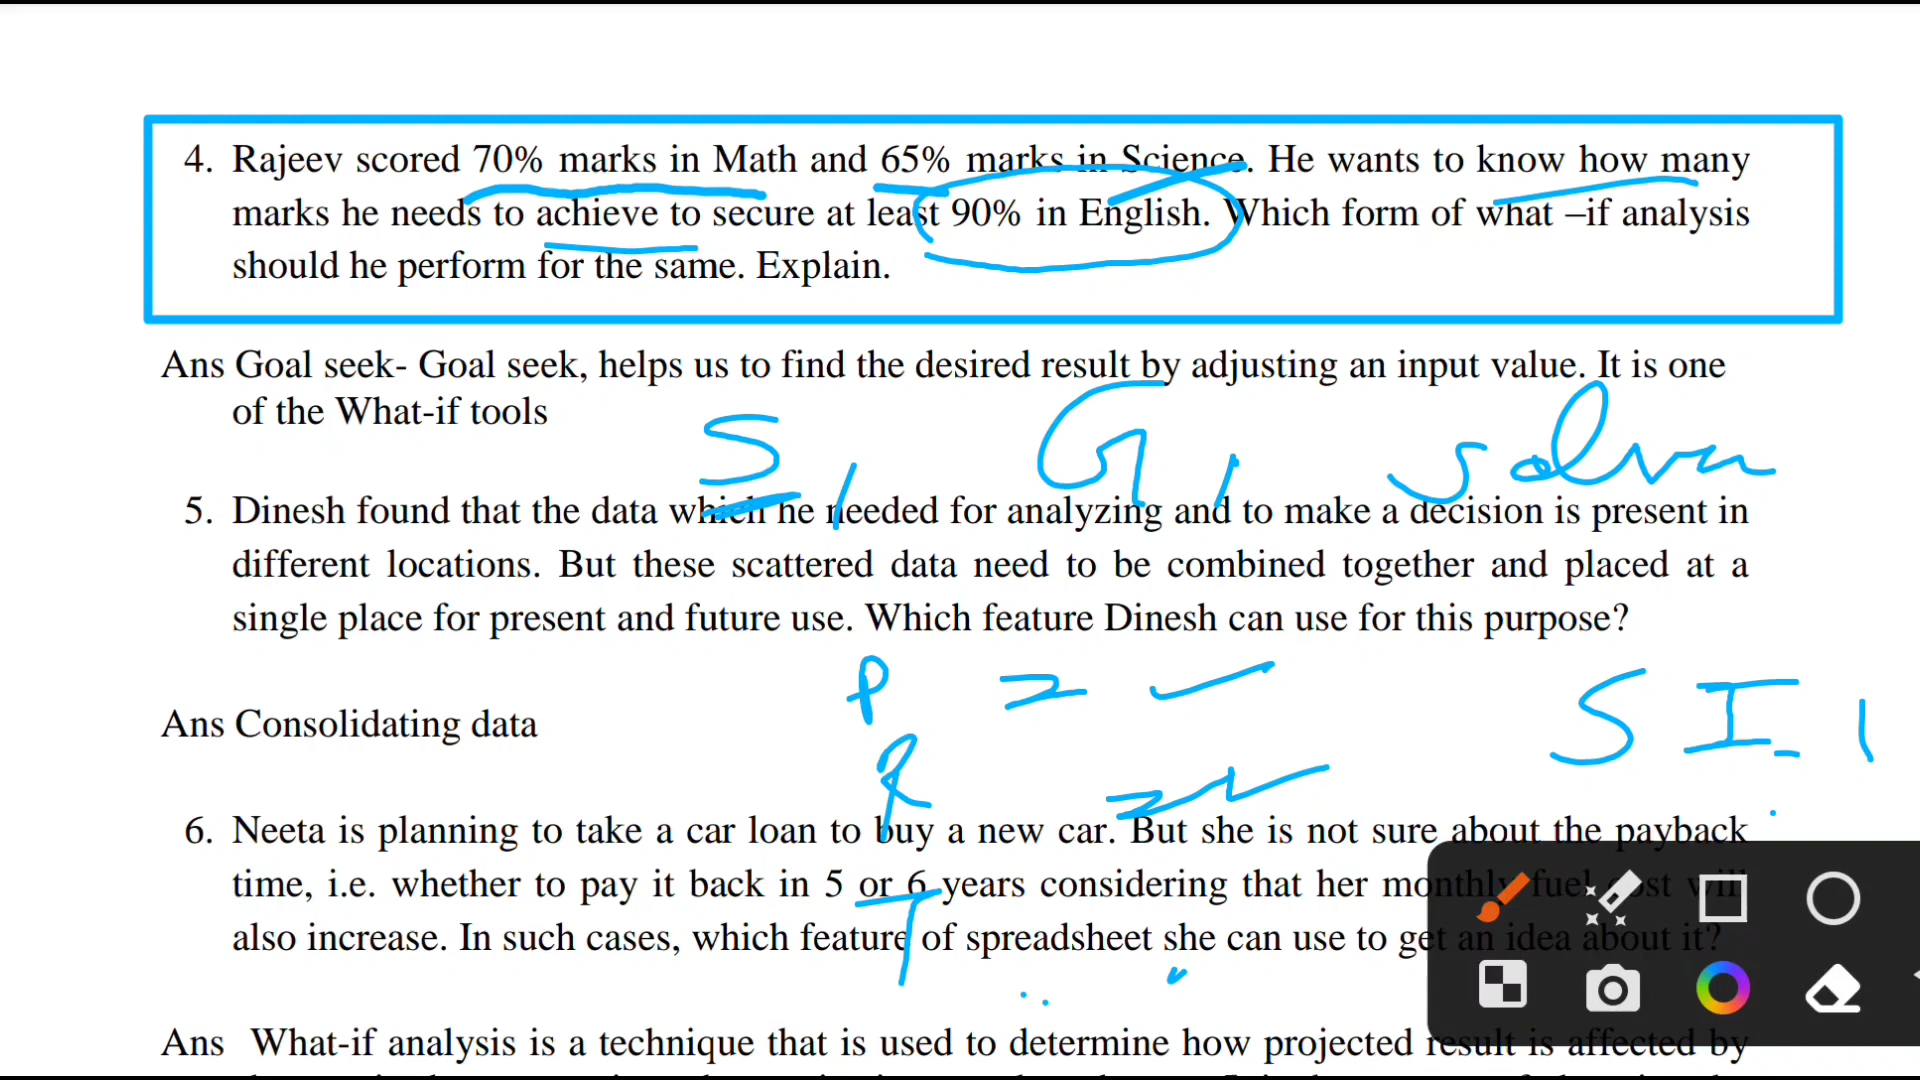 4. Rajeev scored 70% marks in Math and 65% marks in Science. He wants to know how many
marks he needs to achieve to secure at least 90% in English. Which form of what –if analysis
should he perform for the same. Explain.
Ans Goal seek- Goal seek, helps us to find the desired result by adjusting an input value. It is one
of the What-if tools
S, G, solver
5. Dinesh found that the data which he needed for analyzing and to make a decision is present in
different locations. But these scattered data need to be combined together and placed at a
single place for present and future use. Which feature Dinesh can use for this purpose?
P =
S I
Ans Consolidating data
R =
6. Neeta is planning to take a car loan to buy a new car. But she is not sure about the payback
time, i.e. whether to pay it back in 5 or 6 years considering that her monthly fuel cost will
T
also increase. In such cases, which feature of spreadsheet she can use to get an idea about it?
Ans What-if analysis is a technique that is used to determine how projected result is affected by